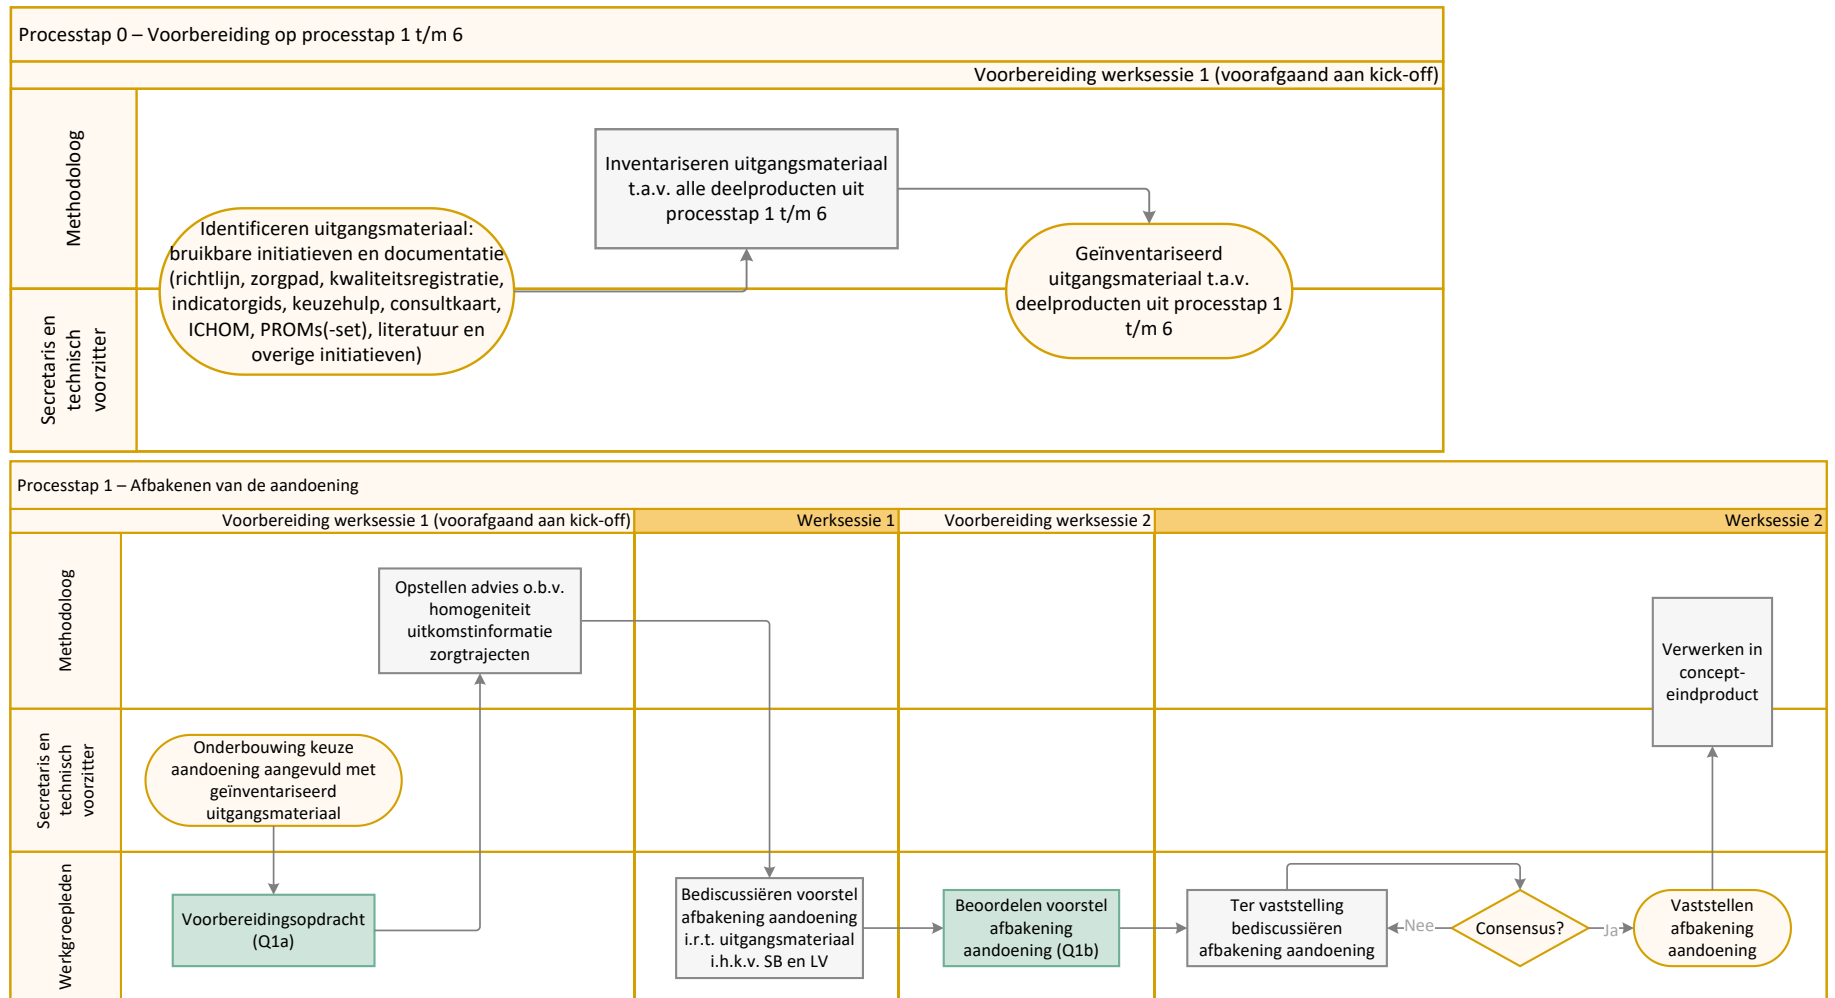 Processtap 0 – Voorbereiding op processtap 1 t/m 6
Voorbereiding werksessie 1 (voorafgaand aan kick-off)
Methodoloog
Identificeren uitgangsmateriaal:
bruikbare initiatieven en documentatie
(richtlijn, zorgpad, kwaliteitsregistratie,
indicatorgids, keuzehulp, consultkaart,
ICHOM, PROMs(-set), literatuur en
overige initiatieven)
Inventariseren uitgangsmateriaal
t.a.v. alle deelproducten uit
processtap 1 t/m 6
Geïnventariseerd
uitgangsmateriaal t.a.v.
deelproducten uit processtap 1
t/m 6
Secretaris en
technisch
voorzitter
Processtap 1 – Afbakenen van de aandoening
Voorbereiding werksessie 1 (voorafgaand aan kick-off)
Werksessie 1
Voorbereiding werksessie 2
Werksessie 2
Methodoloog
Opstellen advies o.b.v.
homogeniteit
uitkomstinformatie
zorgtrajecten
Verwerken in
concept-
eindproduct
Secretaris en
technisch
voorzitter
Onderbouwing keuze
aandoening aangevuld met
geïnventariseerd
uitgangsmateriaal
Werkgroepleden
Voorbereidingsopdracht
(Q1a)
Bediscussiëren voorstel
afbakening aandoening
i.r.t. uitgangsmateriaal
i.h.k.v. SB en LV
Beoordelen voorstel
afbakening
aandoening (Q1b)
Ter vaststelling
bediscussiëren
afbakening aandoening
Nee
Consensus?
Ja
Vaststellen
afbakening
aandoening